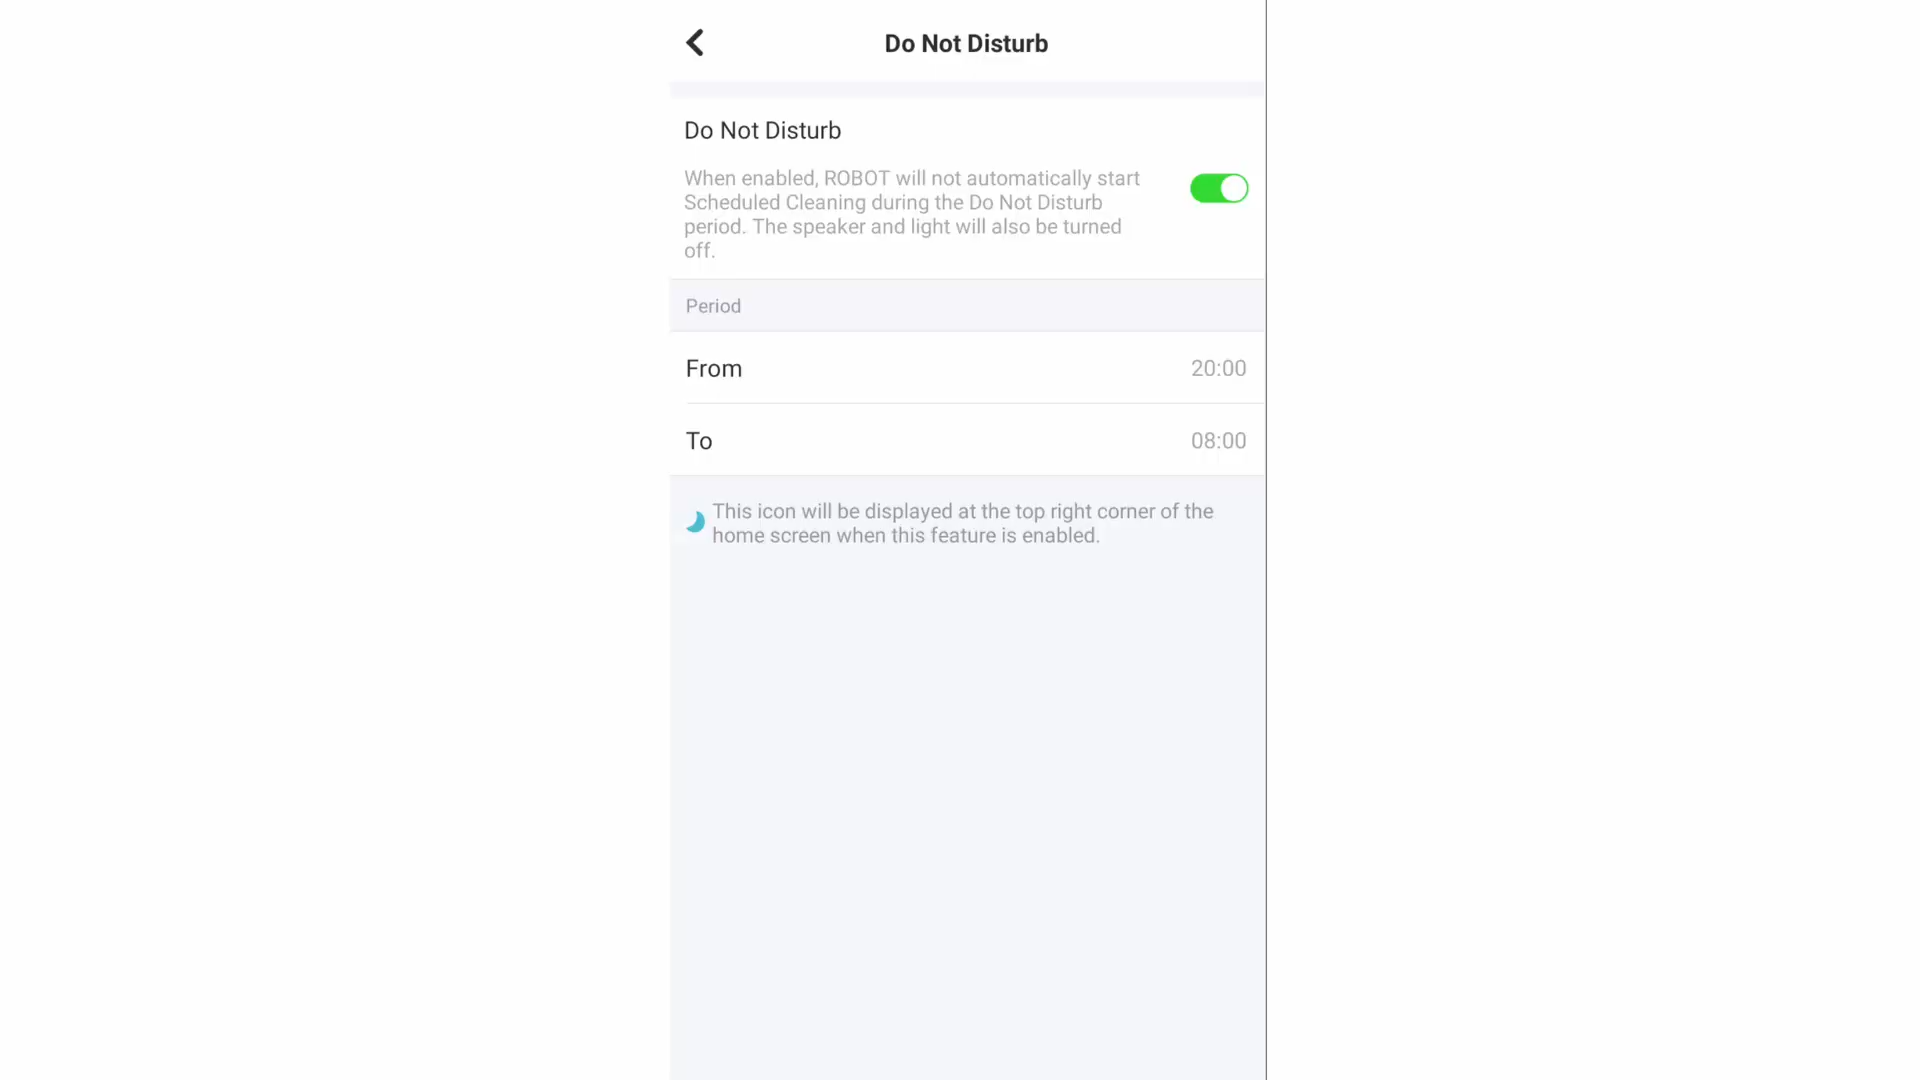 Do Not Disturb
Do Not Disturb
When enabled, ROBOT will not automatically start
Scheduled Cleaning during the Do Not Disturb
period. The speaker and light will also be turned
off.
Period
From 20:00
To 08:00
This icon will be displayed at the top right corner of the
home screen when this feature is enabled.